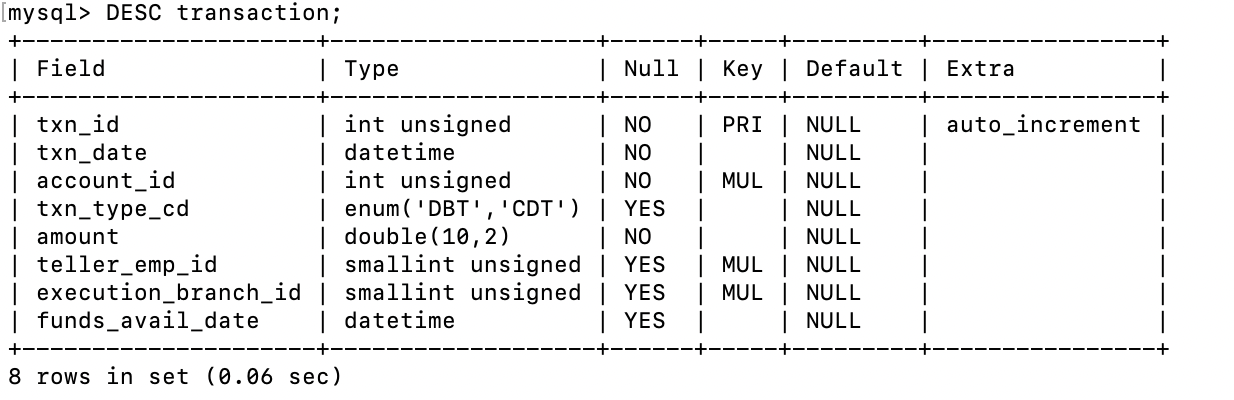 [mysql> DESC transaction;
+---------------------+--------------------+------+-----+---------+----------------+
| Field               | Type               | Null | Key | Default | Extra          |
+---------------------+--------------------+------+-----+---------+----------------+
| txn_id              | int unsigned       | NO   | PRI | NULL    | auto_increment |
| txn_date            | datetime           | NO   |     | NULL    |                |
| account_id          | int unsigned       | NO   | MUL | NULL    |                |
| txn_type_cd         | enum('DBT','CDT')  | YES  |     | NULL    |                |
| amount              | double(10,2)       | NO   |     | NULL    |                |
| teller_emp_id       | smallint unsigned  | YES  | MUL | NULL    |                |
| execution_branch_id | smallint unsigned  | YES  | MUL | NULL    |                |
| funds_avail_date    | datetime           | YES  |     | NULL    |                |
+---------------------+--------------------+------+-----+---------+----------------+
8 rows in set (0.06 sec)